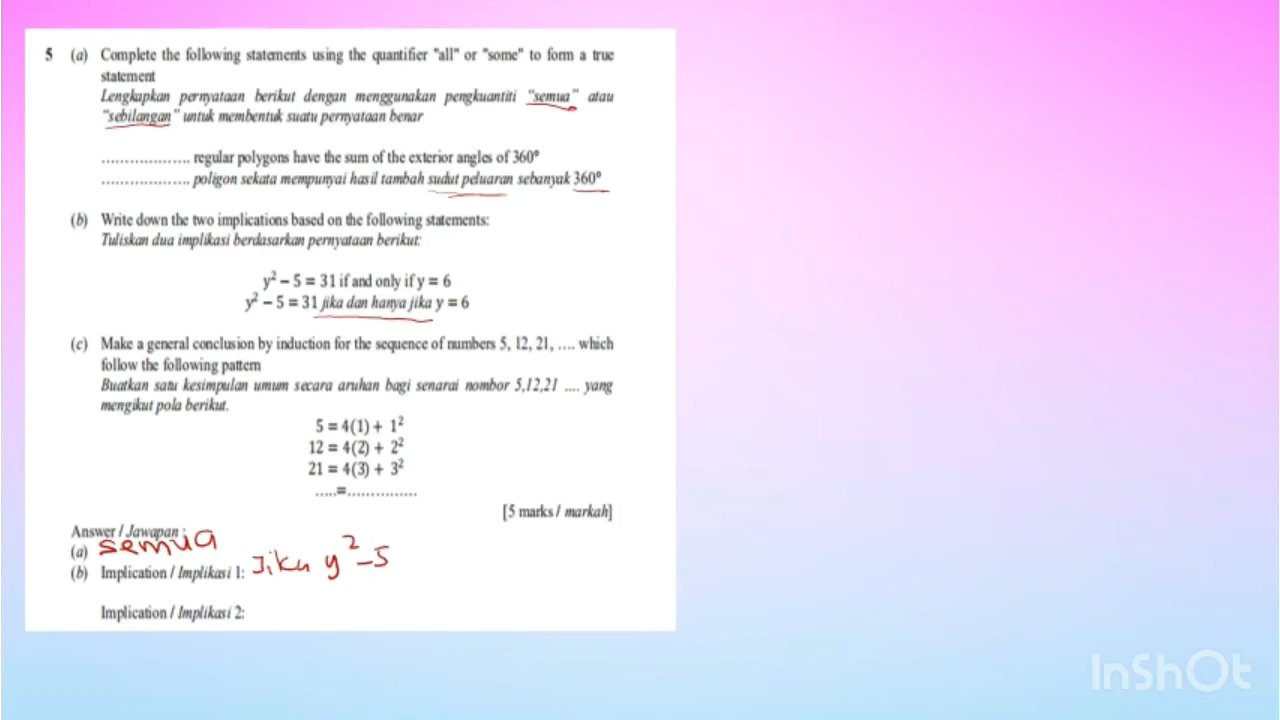 5 (a) Complete the following statements using the quantifier "all" or "some" to form a true
statement
Lengkapkan pernyataan berikut dengan menggunakan pengkuantiti "semua" atau
"sebilangan" untuk membentuk suatu pernyataan benar
................... regular polygons have the sum of the exterior angles of 360°
................... poligon sekata mempunyai hasil tambah sudut peluaran sebanyak 360°
(b) Write down the two implications based on the following statements:
Tuliskan dua implikasi berdasarkan pernyataan berikut:
y² – 5 = 31 if and only if y = 6
y² – 5 = 31 jika dan hanya jika y = 6
(c) Make a general conclusion by induction for the sequence of numbers 5, 12, 21, .... which
follow the following pattern
Buatkan satu kesimpulan umum secara aruhan bagi senarai nombor 5,12,21 .... yang
mengikut pola berikut.
5 = 4(1) + 1²
12 = 4(2) + 2²
21 = 4(3) + 3²
.....=...............
[5 marks / markah]
Answer / Jawapan :
(a) semua
(b) Implication / Implikasi 1: Jika y² – 5
Implication / Implikasi 2:
InShOt